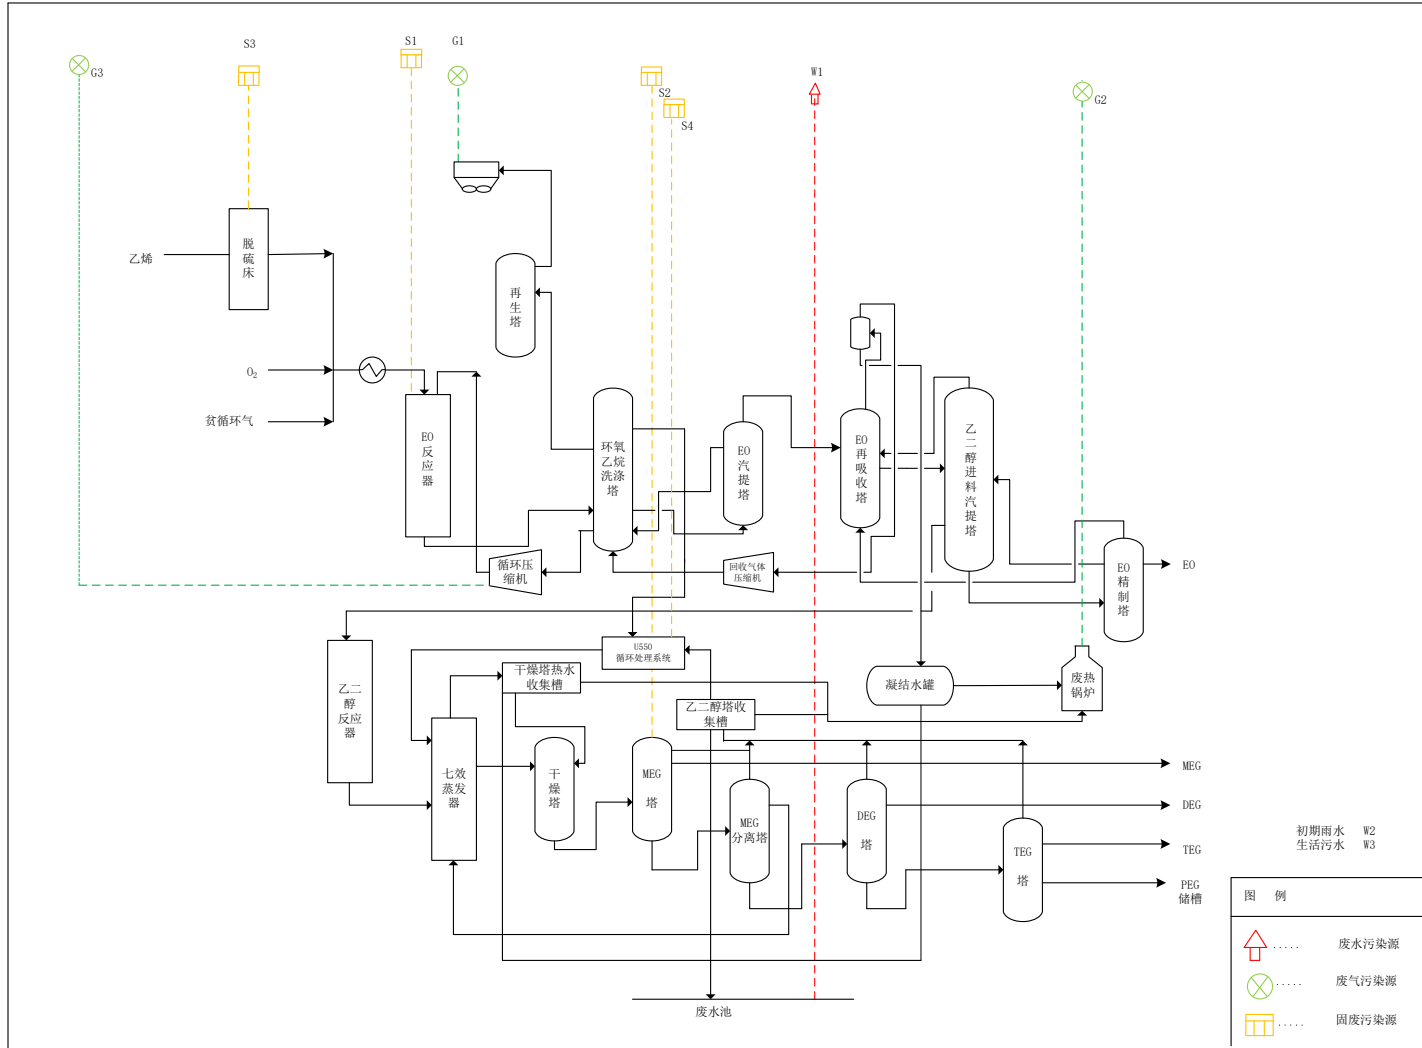 S3
S1
G1
G3
S2
S4
W1
G2
脱
硫
床
乙烯
再
生
塔
O₂
贫循环气
EO
反应
器
环氧
乙烷
洗涤
塔
EO
汽
提
塔
EO
再
吸
收
塔
乙
二
醇
进
料
汽
提
塔
循环压
缩机
回收气体
压缩机
EO
精
制
塔
EO
U550
循环处理系统
干燥塔热水
收集槽
乙二
醇
反应
器
乙二醇塔收
集槽
凝结水罐
废热
锅炉
七效
蒸发
器
干
燥
塔
MEG
塔
MEG
分离塔
DEG
塔
TEG
塔
MEG
DEG
TEG
PEG
储槽
初期雨水 W2
生活污水 W3
图 例
..... 废水污染源
..... 废气污染源
..... 固废污染源
废水池